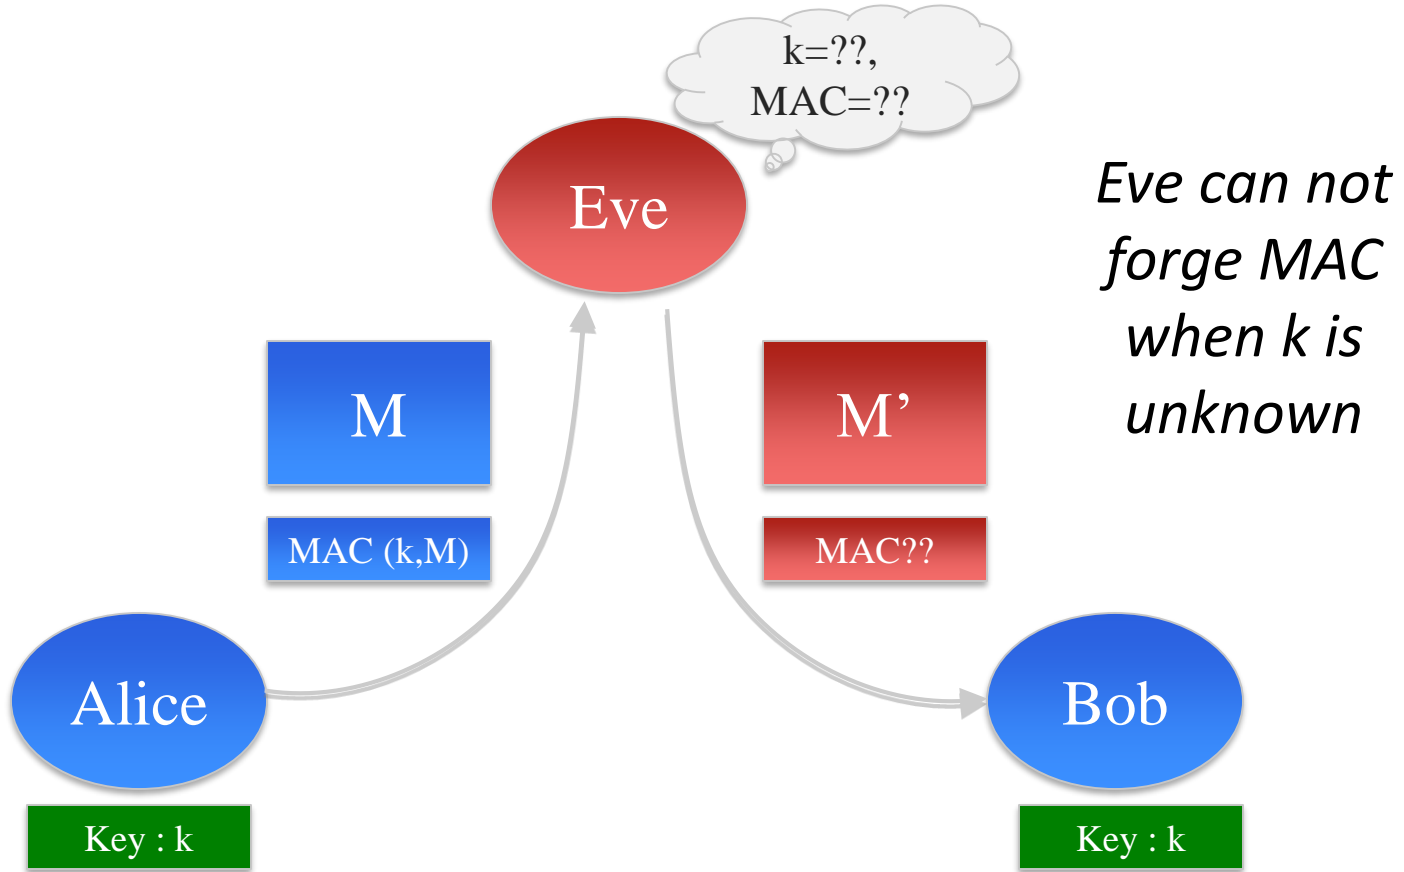 k=??,
MAC=??
Eve
Eve can not
forge MAC
when k is
unknown
M
M’
MAC (k,M)
MAC??
Alice
Bob
Key : k
Key : k